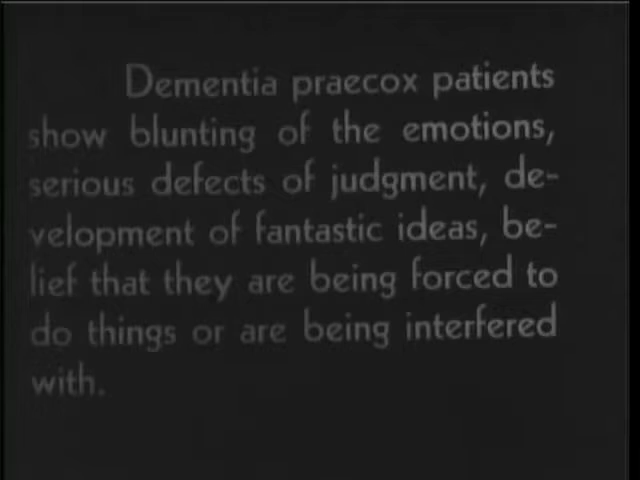 Dementia praecox patients
show blunting of the emotions,
serious defects of judgment, de-
velopment of fantastic ideas, be-
lief that they are being forced to
do things or are being interfered
with.